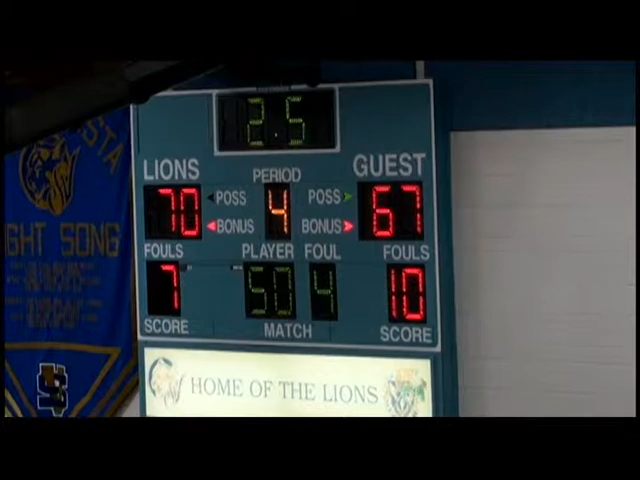 2.5
LIONS PERIOD GUEST
70 POSS 4 POSS 67
BONUS BONUS
FOULS PLAYER FOUL FOULS
7 50 4 10
SCORE MATCH SCORE
HOME OF THE LIONS
STA
GHT SONG